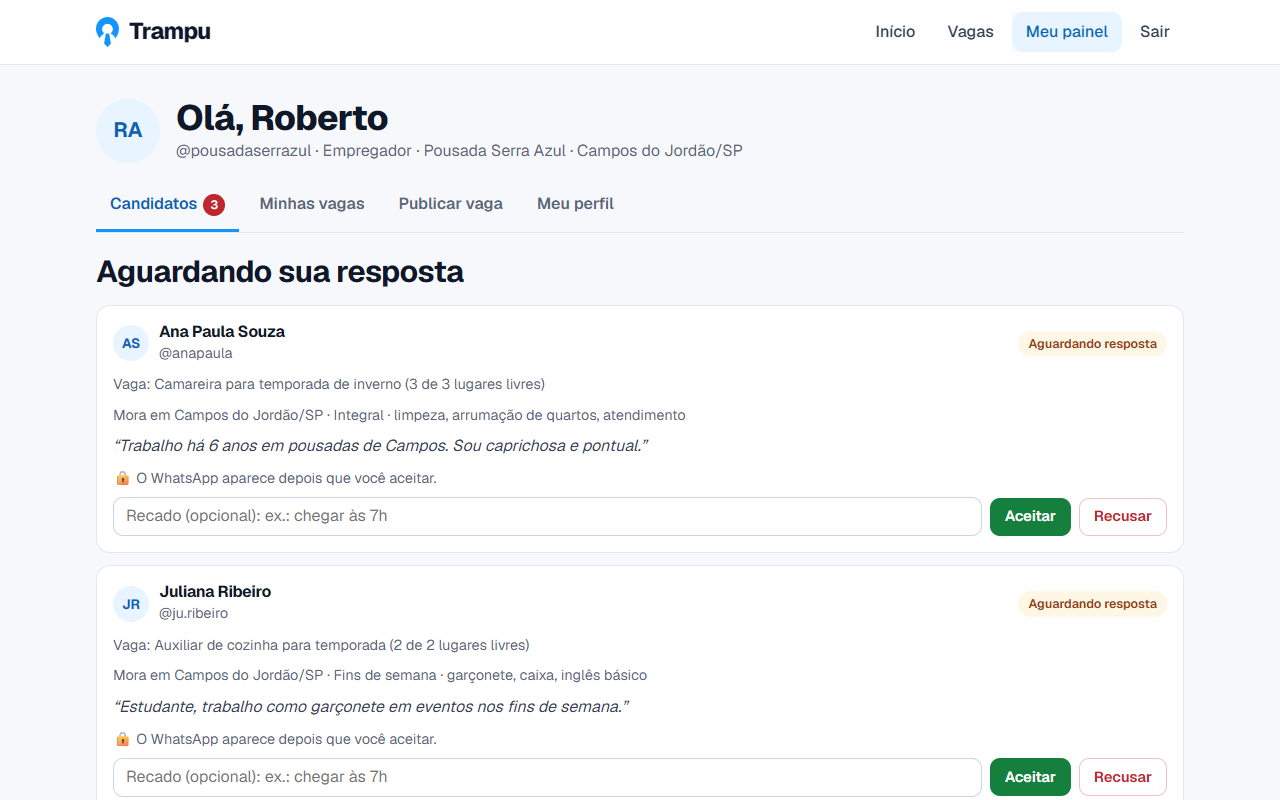 Trampu
Início Vagas Meu painel Sair
RA
Olá, Roberto
@pousadaserrazul · Empregador · Pousada Serra Azul · Campos do Jordão/SP
Candidatos 3 Minhas vagas Publicar vaga Meu perfil
Aguardando sua resposta
AS
Ana Paula Souza
@anapaula
Aguardando resposta
Vaga: Camareira para temporada de inverno (3 de 3 lugares livres)
Mora em Campos do Jordão/SP · Integral · limpeza, arrumação de quartos, atendimento
“Trabalho há 6 anos em pousadas de Campos. Sou caprichosa e pontual.”
🔒 O WhatsApp aparece depois que você aceitar.
Recado (opcional): ex.: chegar às 7h Aceitar Recusar
JR
Juliana Ribeiro
@ju.ribeiro
Aguardando resposta
Vaga: Auxiliar de cozinha para temporada (2 de 2 lugares livres)
Mora em Campos do Jordão/SP · Fins de semana · garçonete, caixa, inglês básico
“Estudante, trabalho como garçonete em eventos nos fins de semana.”
🔒 O WhatsApp aparece depois que você aceitar.
Recado (opcional): ex.: chegar às 7h Aceitar Recusar